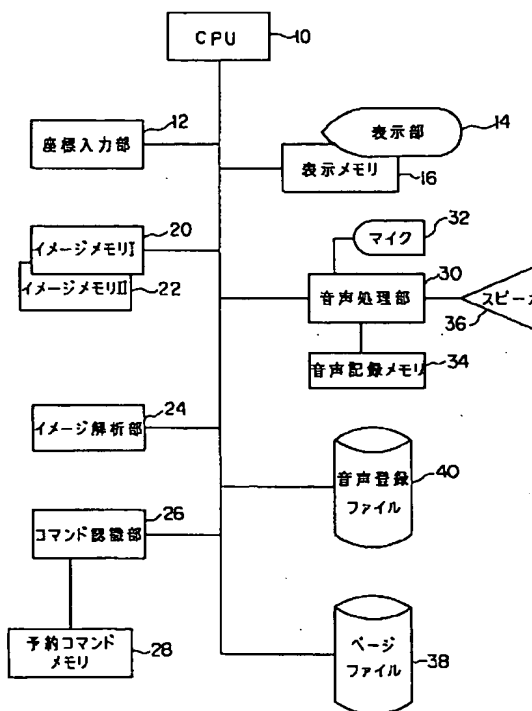 CPU
10
座標入力部
12
表示部
14
表示メモリ
16
イメージメモリI
20
イメージメモリII
22
マイク
32
音声処理部
30
スピーカ
36
音声記録メモリ
34
イメージ解析部
24
音声登録
ファイル
40
コマンド認識部
26
予約コマンド
メモリ
28
ページ
ファイル
38